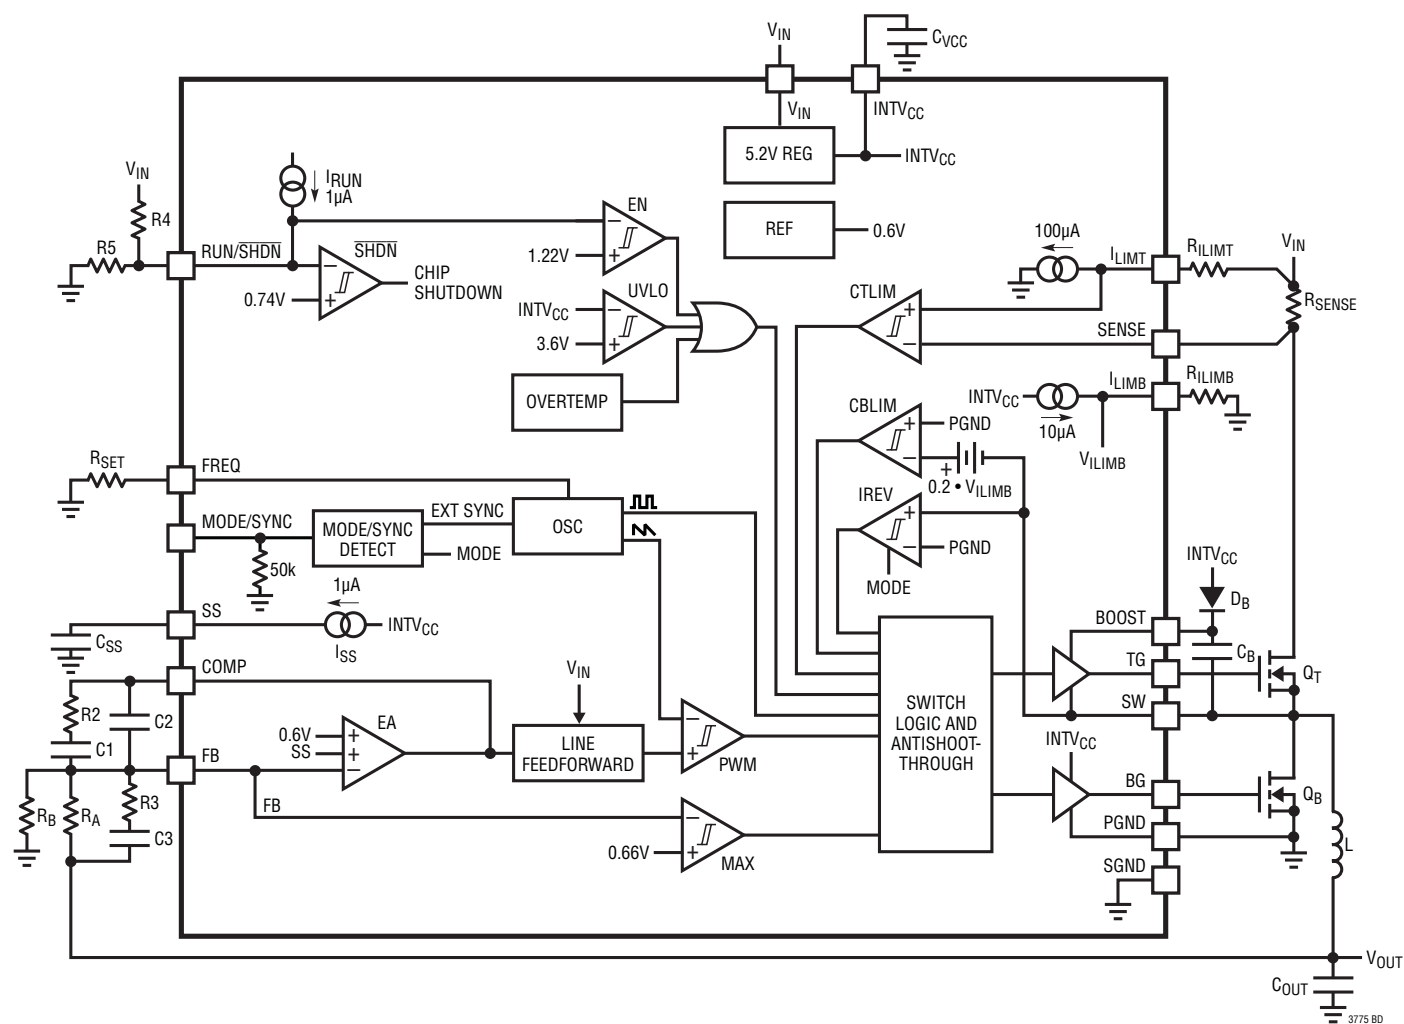 VIN
CVCC
VIN
INTVCC
5.2V REG
INTVCC
VIN
R4
IRUN
1µA
R5
RUN/SHDN
SHDN
0.74V
CHIP
SHUTDOWN
EN
1.22V
UVLO
INTVCC
3.6V
OVERTEMP
REF
0.6V
100µA
ILIMT
RILIMT
VIN
RSENSE
CTLIM
SENSE
ILIMB
RILIMB
INTVCC
10µA
VILIMB
CBLIM
PGND
0.2 • VILIMB
IREV
PGND
MODE
RSET
FREQ
MODE/SYNC
MODE/SYNC
DETECT
EXT SYNC
MODE
OSC
50k
1µA
SS
INTVCC
ISS
CSS
COMP
R2
C2
C1
FB
0.6V
SS
EA
VIN
LINE
FEEDFORWARD
PWM
RB
RA
R3
C3
FB
0.66V
MAX
SWITCH
LOGIC AND
ANTISHOOT-
THROUGH
INTVCC
DB
BOOST
CB
TG
QT
SW
INTVCC
BG
QB
PGND
SGND
L
VOUT
COUT
3775 BD